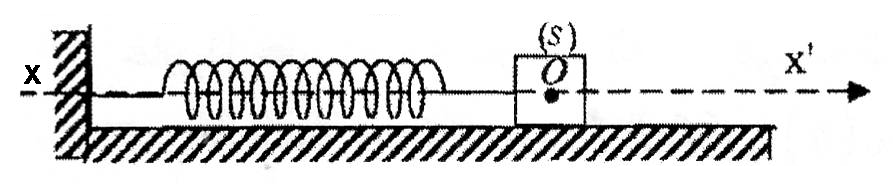 (S)
X O X'